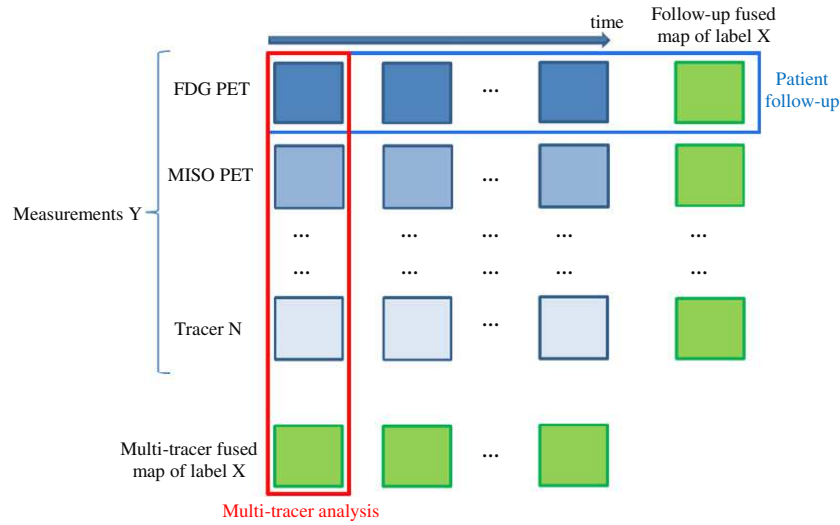 time
Follow-up fused
map of label X
FDG PET
...
Patient
follow-up
MISO PET
...
Measurements Y
... ... ... ... ...
... ... ... ... ...
Tracer N
...
Multi-tracer fused
map of label X
...
Multi-tracer analysis